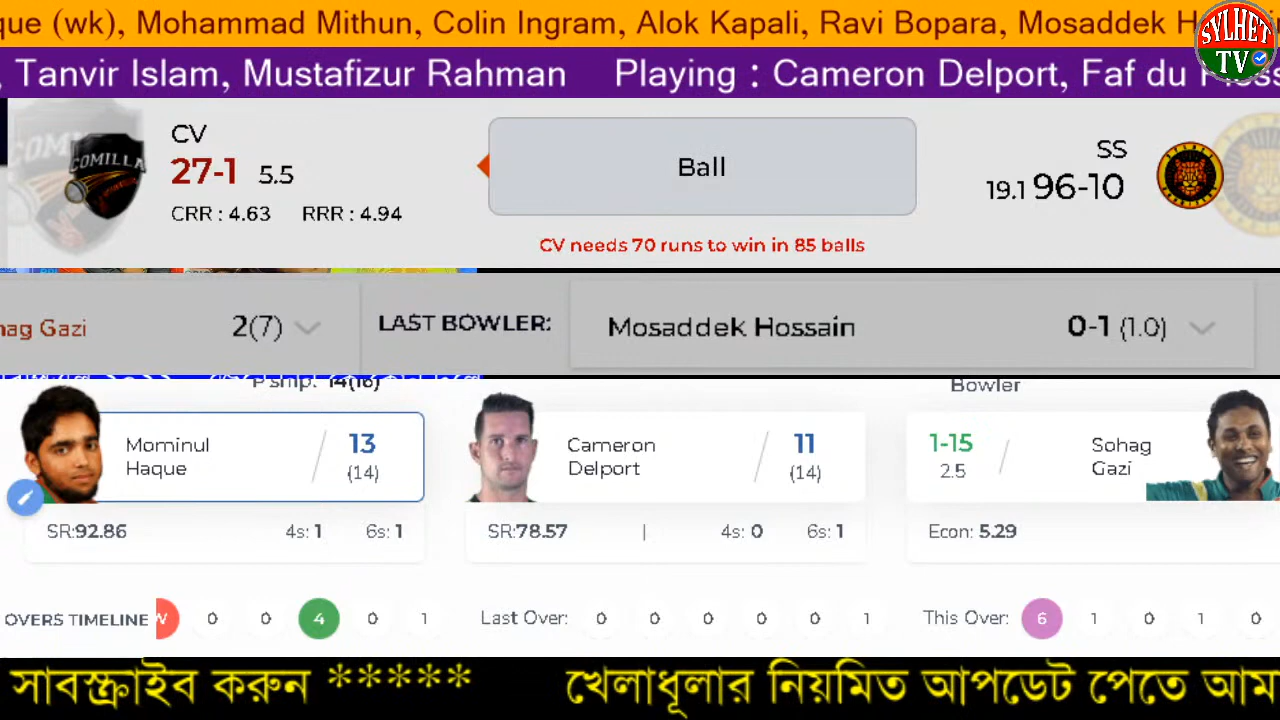 que (wk), Mohammad Mithun, Colin Ingram, Alok Kapali, Ravi Bopara, Mosaddek H
SYLHET
TV
, Tanvir Islam, Mustafizur Rahman Playing : Cameron Delport, Faf du
COMILLA
CV
27-1 5.5
CRR : 4.63 RRR : 4.94
Ball
CV needs 70 runs to win in 85 balls
SS
19.1 96-10
hag Gazi 2(7) LAST BOWLER: Mosaddek Hossain 0-1 (1.0)
P'ship: 14(16) Bowler
Mominul Haque 13 (14)
SR:92.86 4s: 1 6s: 1
Cameron Delport 11 (14)
SR:78.57 | 4s: 0 6s: 1
1-15 2.5 Sohag Gazi
Econ: 5.29
OVERS TIMELINE W 0 0 4 0 1 Last Over: 0 0 0 0 0 1 This Over: 6 1 0 1 0
সাবস্ক্রাইব করুন ***** খেলাধূলার নিয়মিত আপডেট পেতে আম